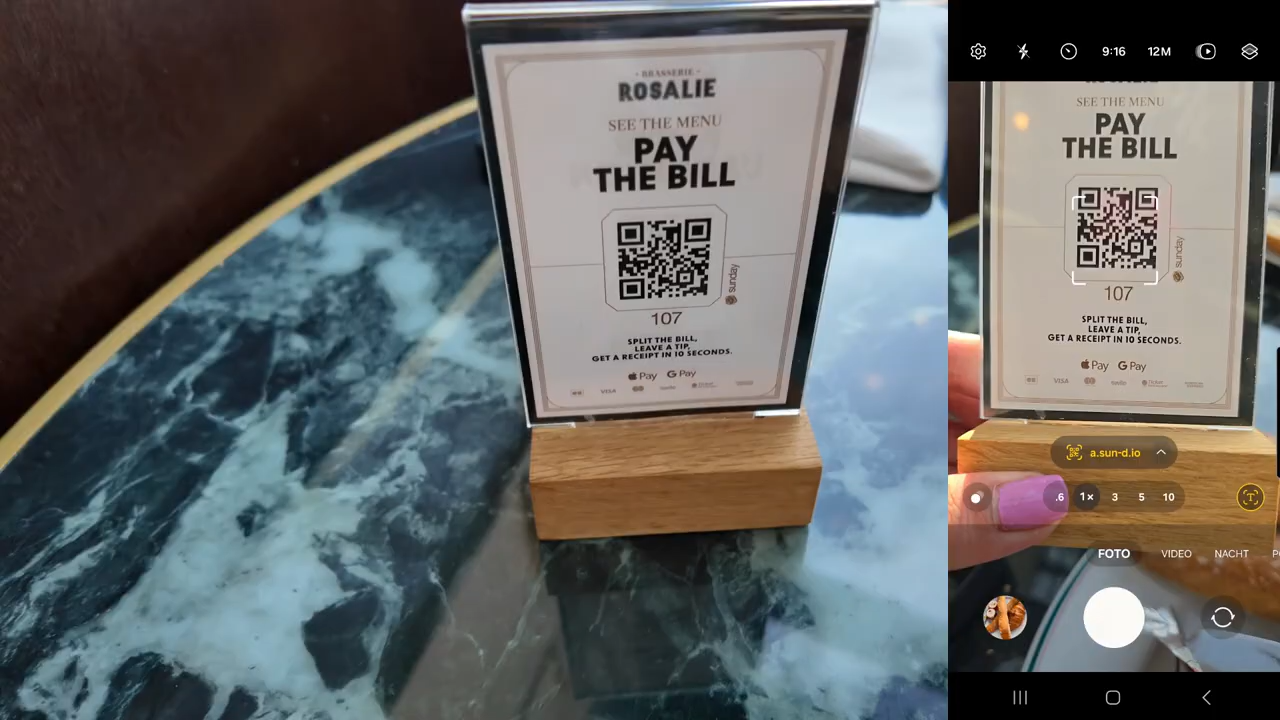 - BRASSERIE -
ROSALIE
SEE THE MENU
PAY
THE BILL
sunday
107
SPLIT THE BILL,
LEAVE A TIP,
GET A RECEIPT IN 10 SECONDS.
Pay G Pay
VISA
9:16 12M
SEE THE MENU
PAY
THE BILL
sunday
107
SPLIT THE BILL,
LEAVE A TIP,
GET A RECEIPT IN 10 SECONDS.
Pay G Pay
VISA
a.sun-d.io
.6 1× 3 5 10
T
FOTO VIDEO NACHT